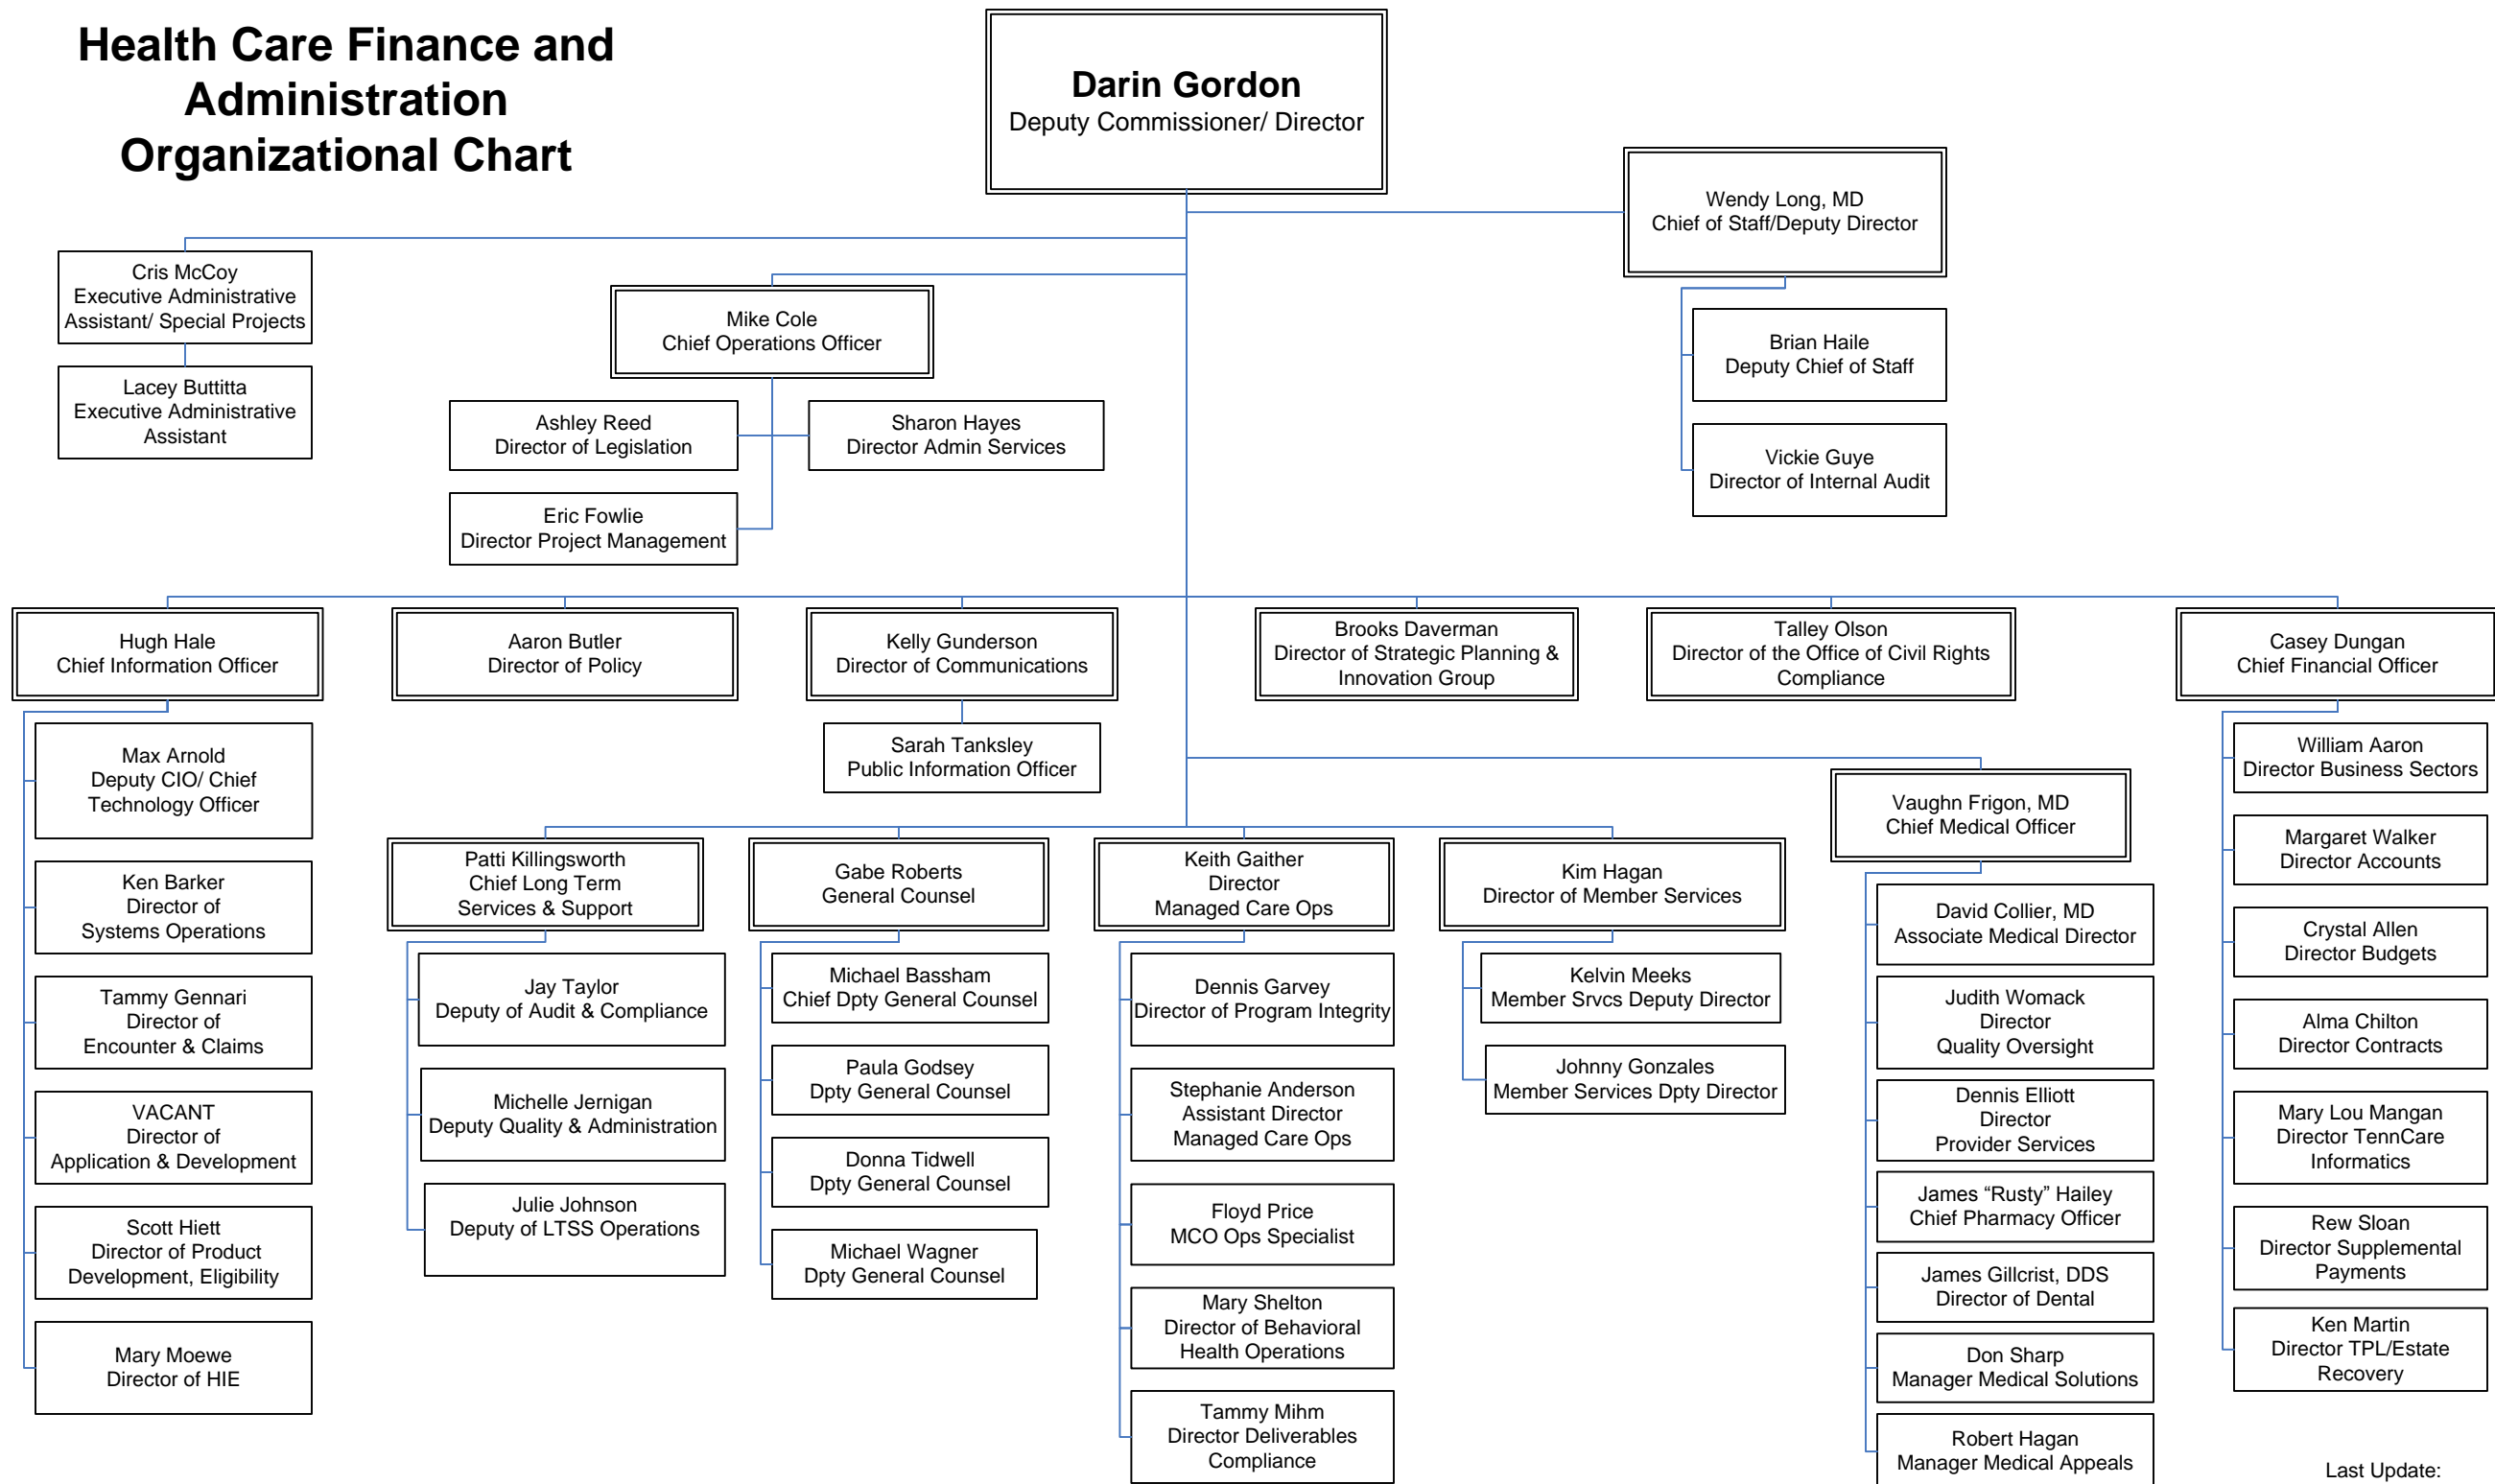 Health Care Finance and
Administration
Organizational Chart
Darin Gordon
Deputy Commissioner/ Director
Wendy Long, MD
Chief of Staff/Deputy Director
Cris McCoy
Executive Administrative
Assistant/ Special Projects
Lacey Buttitta
Executive Administrative
Assistant
Mike Cole
Chief Operations Officer
Ashley Reed
Director of Legislation
Sharon Hayes
Director Admin Services
Eric Fowlie
Director Project Management
Brian Haile
Deputy Chief of Staff
Vickie Guye
Director of Internal Audit
Hugh Hale
Chief Information Officer
Aaron Butler
Director of Policy
Kelly Gunderson
Director of Communications
Brooks Daverman
Director of Strategic Planning &
Innovation Group
Talley Olson
Director of the Office of Civil Rights
Compliance
Casey Dungan
Chief Financial Officer
Max Arnold
Deputy CIO/ Chief
Technology Officer
Ken Barker
Director of
Systems Operations
Tammy Gennari
Director of
Encounter & Claims
VACANT
Director of
Application & Development
Scott Hiett
Director of Product
Development, Eligibility
Mary Moewe
Director of HIE
Sarah Tanksley
Public Information Officer
Patti Killingsworth
Chief Long Term
Services & Support
Jay Taylor
Deputy of Audit & Compliance
Michelle Jernigan
Deputy Quality & Administration
Julie Johnson
Deputy of LTSS Operations
Gabe Roberts
General Counsel
Michael Bassham
Chief Dpty General Counsel
Paula Godsey
Dpty General Counsel
Donna Tidwell
Dpty General Counsel
Michael Wagner
Dpty General Counsel
Keith Gaither
Director
Managed Care Ops
Dennis Garvey
Director of Program Integrity
Stephanie Anderson
Assistant Director
Managed Care Ops
Floyd Price
MCO Ops Specialist
Mary Shelton
Director of Behavioral
Health Operations
Tammy Mihm
Director Deliverables
Compliance
Kim Hagan
Director of Member Services
Kelvin Meeks
Member Srvcs Deputy Director
Johnny Gonzales
Member Services Dpty Director
Vaughn Frigon, MD
Chief Medical Officer
David Collier, MD
Associate Medical Director
Judith Womack
Director
Quality Oversight
Dennis Elliott
Director
Provider Services
James “Rusty” Hailey
Chief Pharmacy Officer
James Gillcrist, DDS
Director of Dental
Don Sharp
Manager Medical Solutions
Robert Hagan
Manager Medical Appeals
William Aaron
Director Business Sectors
Margaret Walker
Director Accounts
Crystal Allen
Director Budgets
Alma Chilton
Director Contracts
Mary Lou Mangan
Director TennCare
Informatics
Rew Sloan
Director Supplemental
Payments
Ken Martin
Director TPL/Estate
Recovery
Last Update: